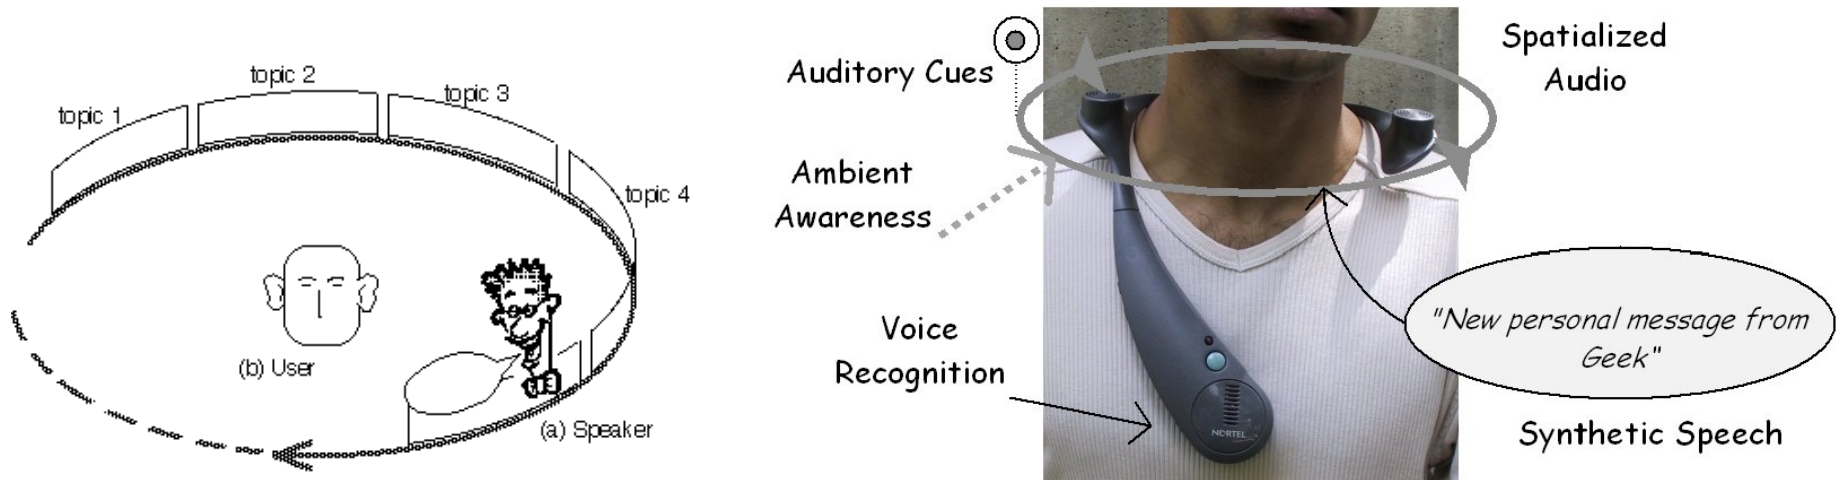 topic 1
topic 2
topic 3
topic 4
(b) User
(a) Speaker
Auditory Cues
Ambient
Awareness
Voice
Recognition
NORTEL
Spatialized
Audio
"New personal message from
Geek"
Synthetic Speech